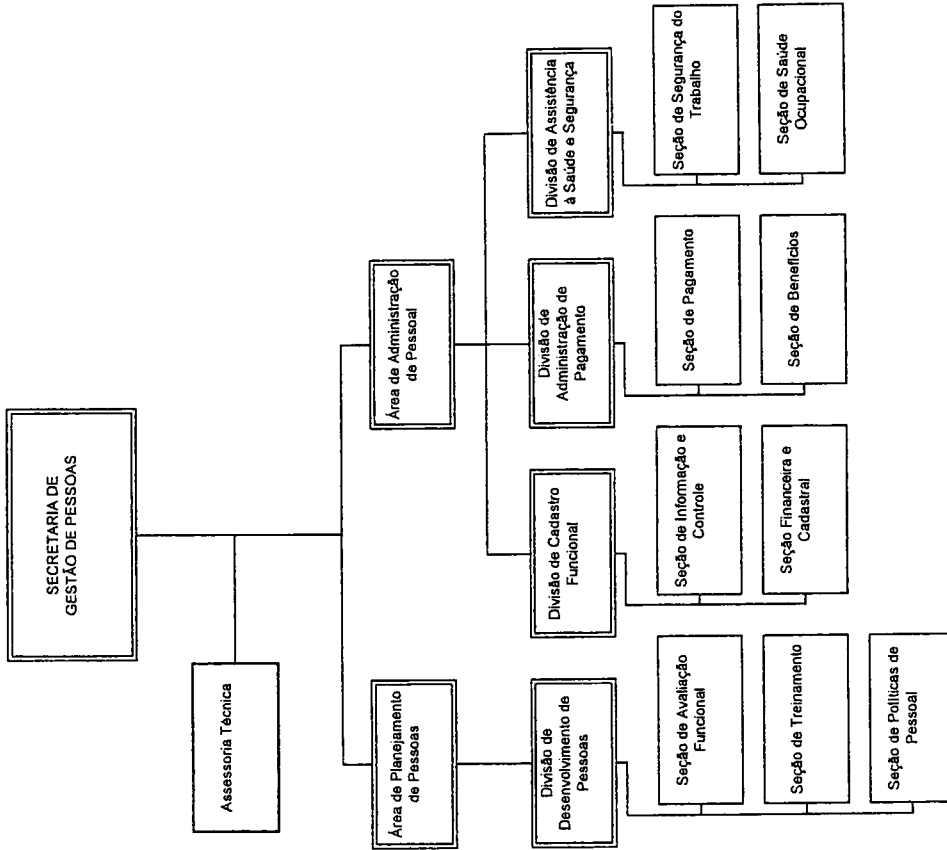 SECRETARIA DE
GESTÃO DE PESSOAS
Assessoria Técnica
Área de Planejamento
de Pessoas
Área de Administração
de Pessoal
Divisão de
Desenvolvimento de
Pessoas
Divisão de Cadastro
Funcional
Divisão de
Administração de
Pagamento
Divisão de Assistência
à Saúde e Segurança
Seção de Avaliação
Funcional
Seção de Treinamento
Seção de Políticas de
Pessoal
Seção de Informação e
Controle
Seção Financeira e
Cadastral
Seção de Pagamento
Seção de Benefícios
Seção de Segurança do
Trabalho
Seção de Saúde
Ocupacional